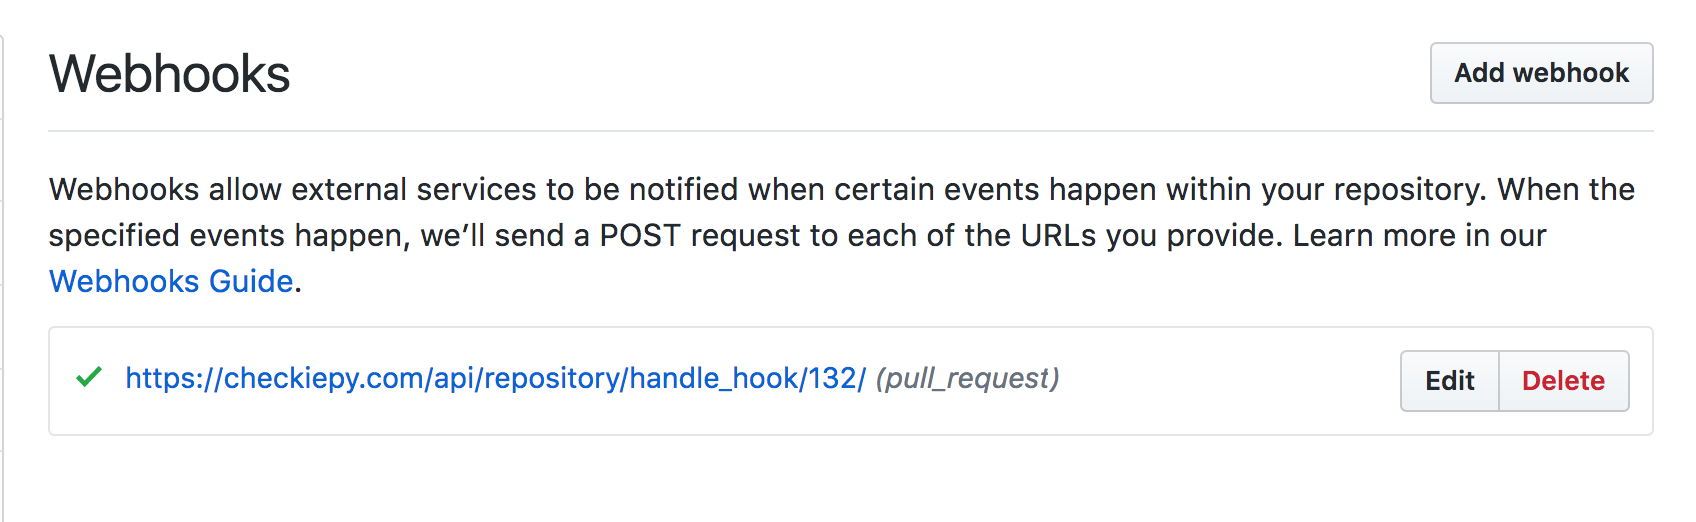 Webhooks
Add webhook
Webhooks allow external services to be notified when certain events happen within your repository. When the
specified events happen, we’ll send a POST request to each of the URLs you provide. Learn more in our
Webhooks Guide.
https://checkiepy.com/api/repository/handle_hook/132/ (pull_request)
Edit
Delete